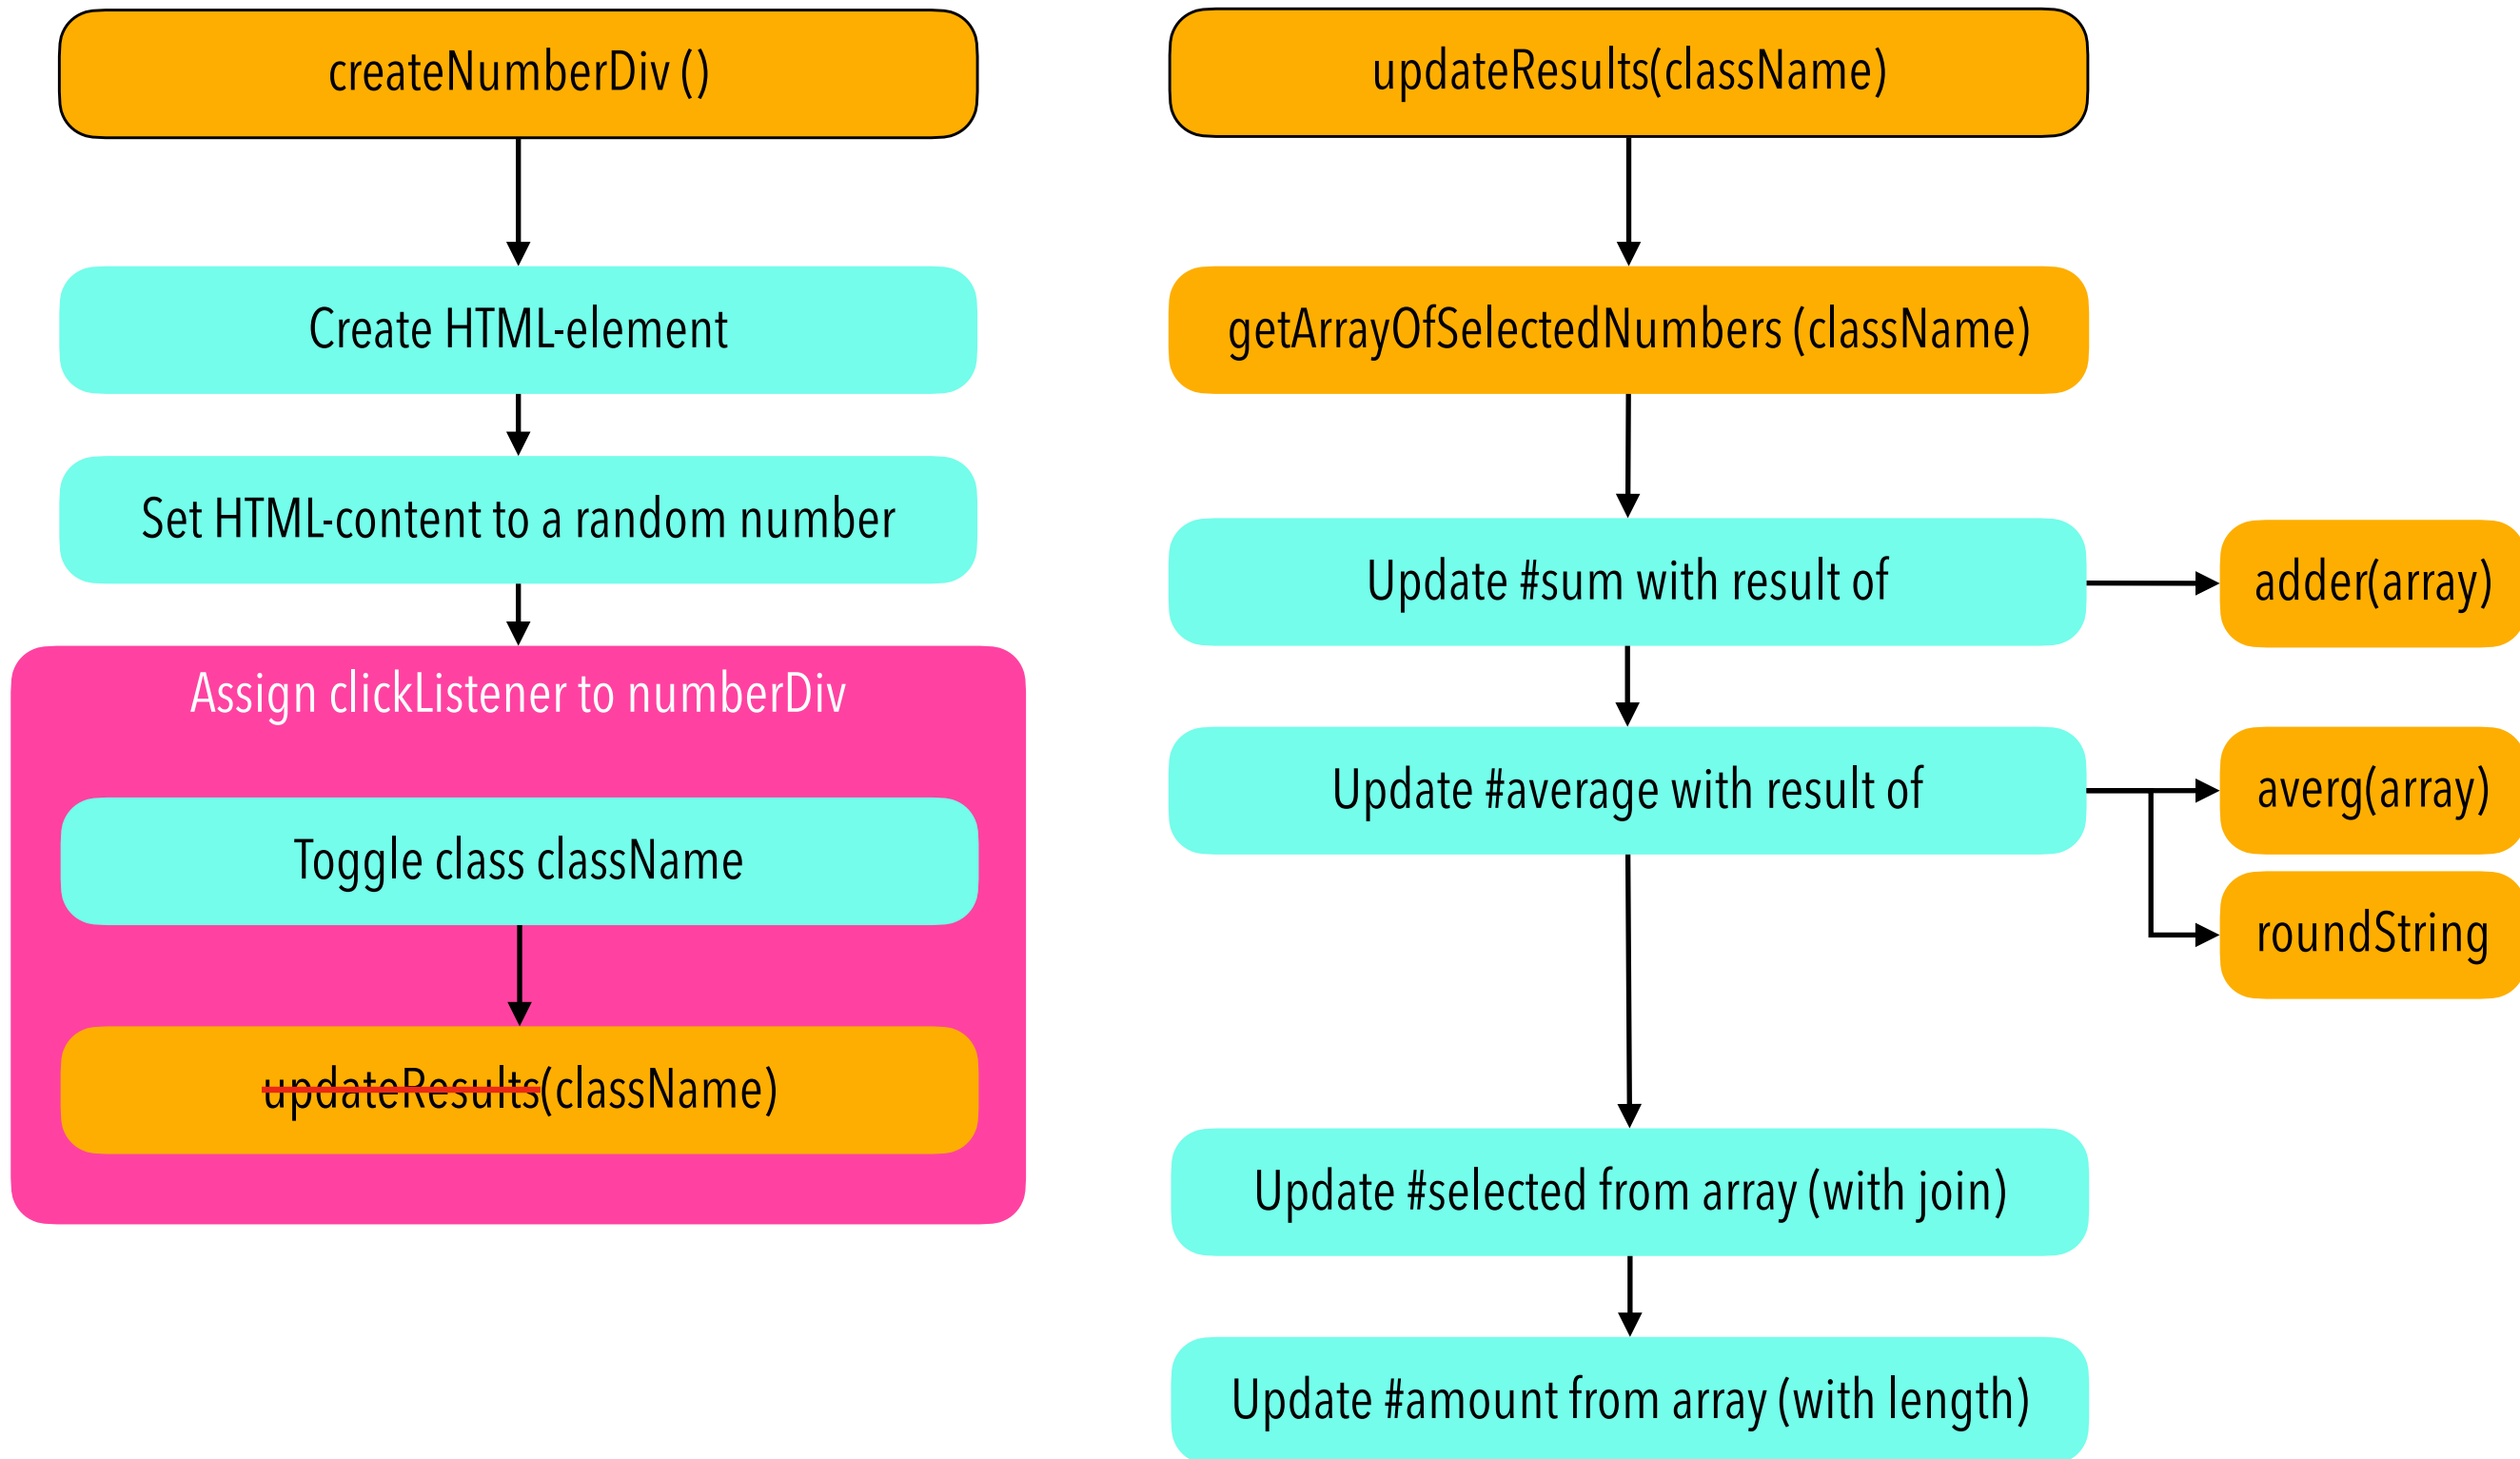 createNumberDiv ()
Create HTML-element
Set HTML-content to a random number
Assign clickListener to numberDiv
Toggle class className
updateResults(className)
updateResults(className)
getArrayOfSelectedNumbers (className)
Update #sum with result of
adder(array)
Update #average with result of
averg(array)
roundString
Update #selected from array (with join)
Update #amount from array (with length)